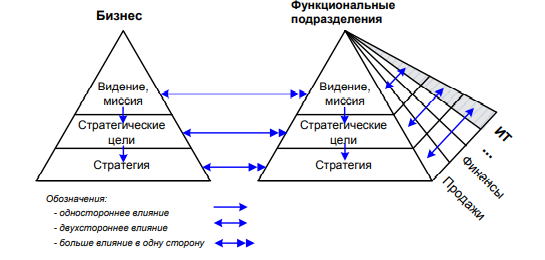 Бизнес
Функциональные
подразделения
Видение,
миссия
Стратегические
цели
Стратегия
Видение,
миссия
Стратегические
цели
Стратегия
ИТ
...
Финансы
Продажи
Обозначения:
- одностороннее влияние
- двухстороннее влияние
- больше влияние в одну сторону